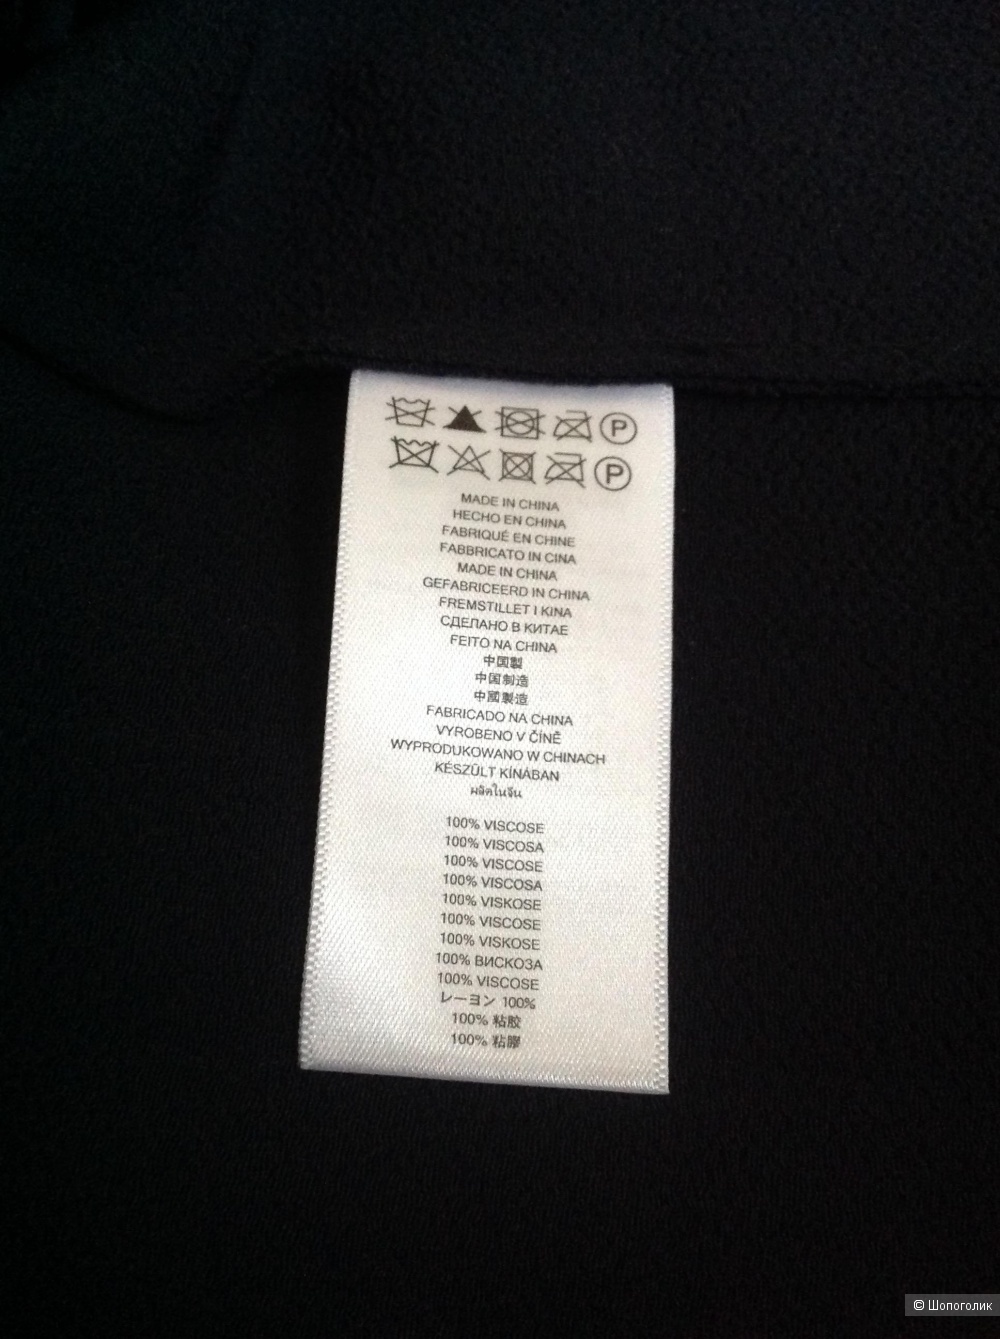 P
P
MADE IN CHINA
HECHO EN CHINA
FABRIQUÉ EN CHINE
FABBRICATO IN CINA
MADE IN CHINA
GEFABRICEERD IN CHINA
FREMSTILLET I KINA
СДЕЛАНО В КИТАЕ
FEITO NA CHINA
中国製
中国制造
中國製造
FABRICADO NA CHINA
VYROBENO V ČÍNĚ
WYPRODUKOWANO W CHINACH
KÉSZÜLT KÍNÁBAN
ผลิตในจีน
100% VISCOSE
100% VISCOSA
100% VISCOSE
100% VISCOSA
100% VISKOSE
100% VISCOSE
100% VISKOSE
100% ВИСКОЗА
100% VISCOSE
レーヨン 100%
100% 粘胶
100% 粘膠
© Шопоголик